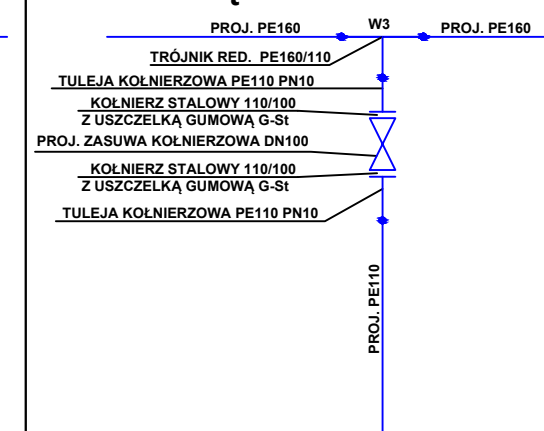 PROJ. PE160
W3
PROJ. PE160
TRÓJNIK RED. PE160/110
TULEJA KOŁNIERZOWA PE110 PN10
KOŁNIERZ STALOWY 110/100
Z USZCZELKĄ GUMOWĄ G-St
PROJ. ZASUWA KOŁNIERZOWA DN100
KOŁNIERZ STALOWY 110/100
Z USZCZELKĄ GUMOWĄ G-St
TULEJA KOŁNIERZOWA PE110 PN10
PROJ. PE110